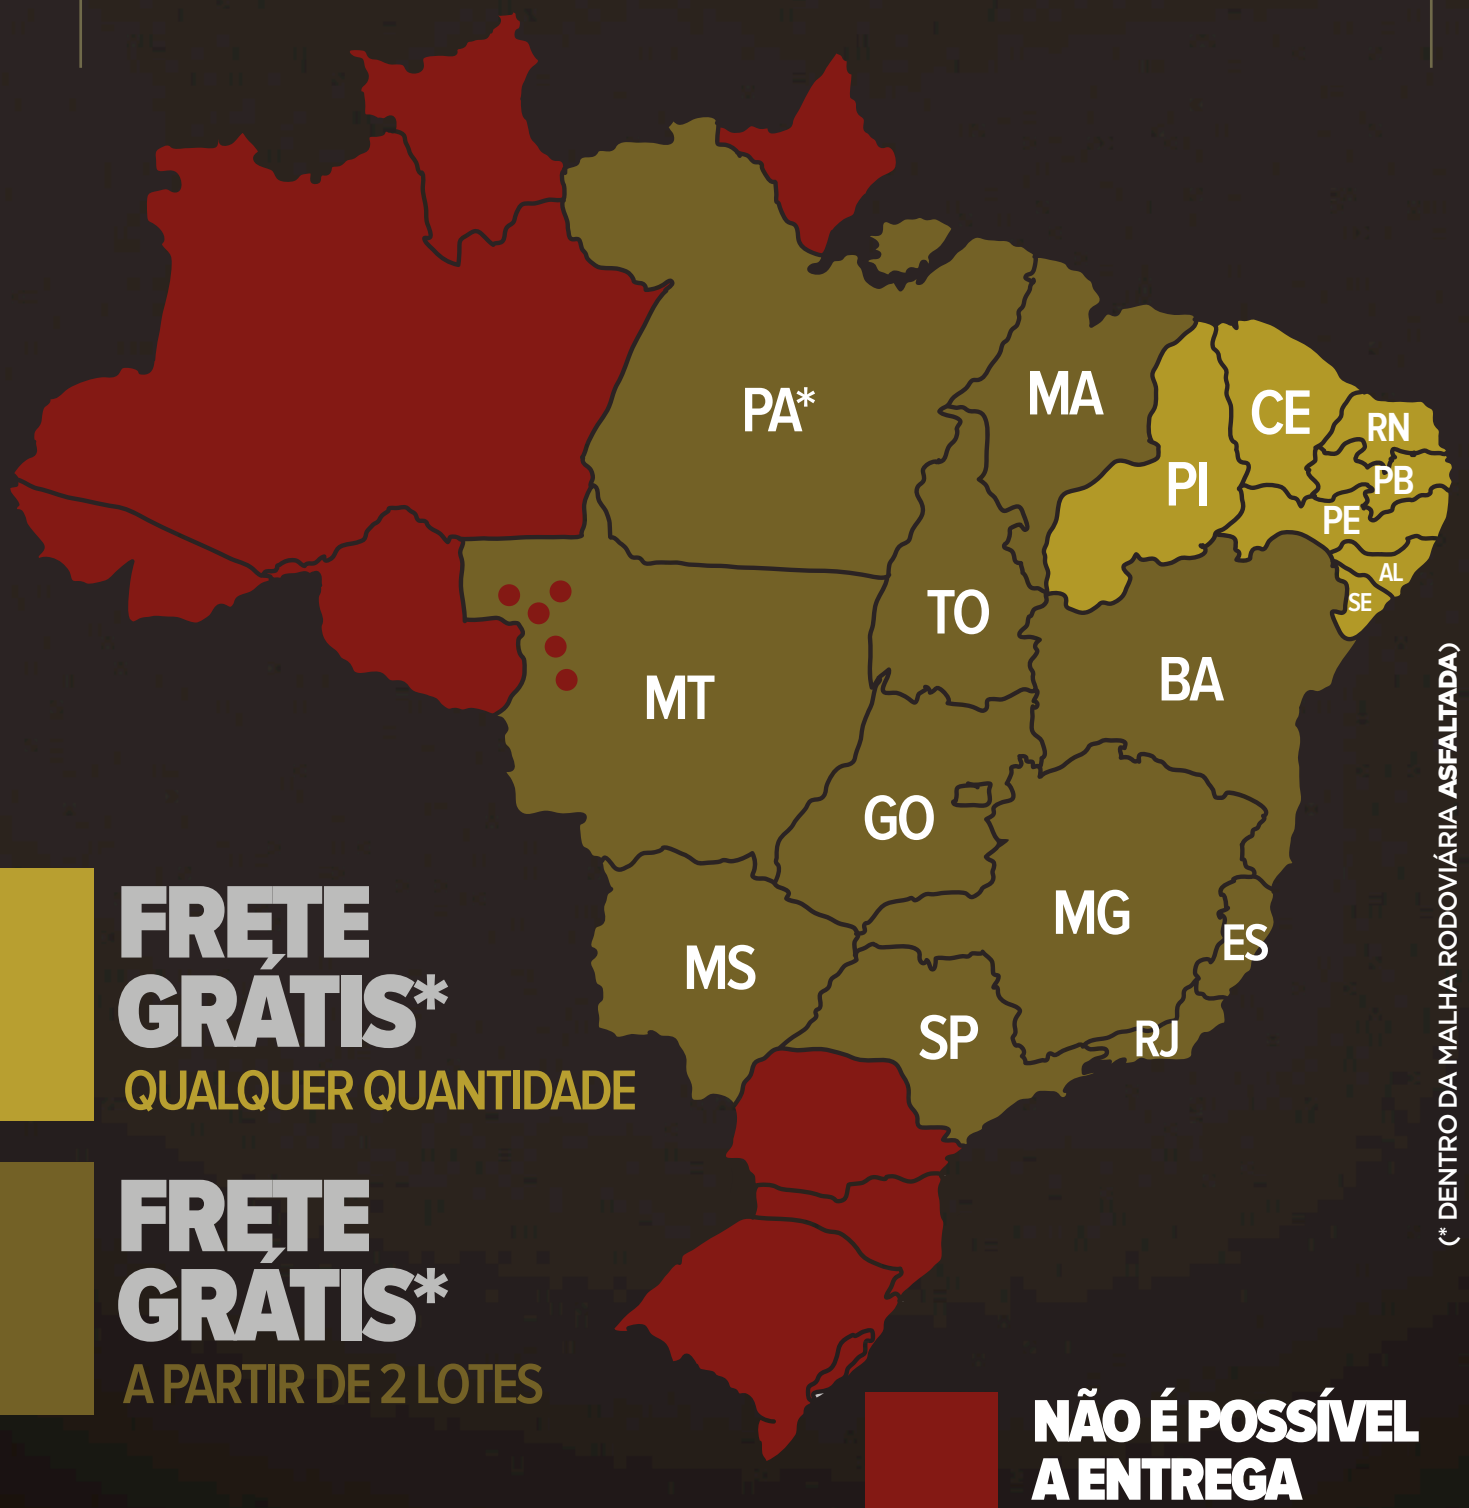 PA*
MA
CE
RN
PI
PB
PE
AL
SE
TO
BA
MT
GO
MG
ES
MS
SP
RJ
FRETE
GRÁTIS*
QUALQUER QUANTIDADE
FRETE
GRÁTIS*
A PARTIR DE 2 LOTES
NÃO É POSSÍVEL
A ENTREGA
(* DENTRO DA MALHA RODOVIÁRIA ASFALTADA)